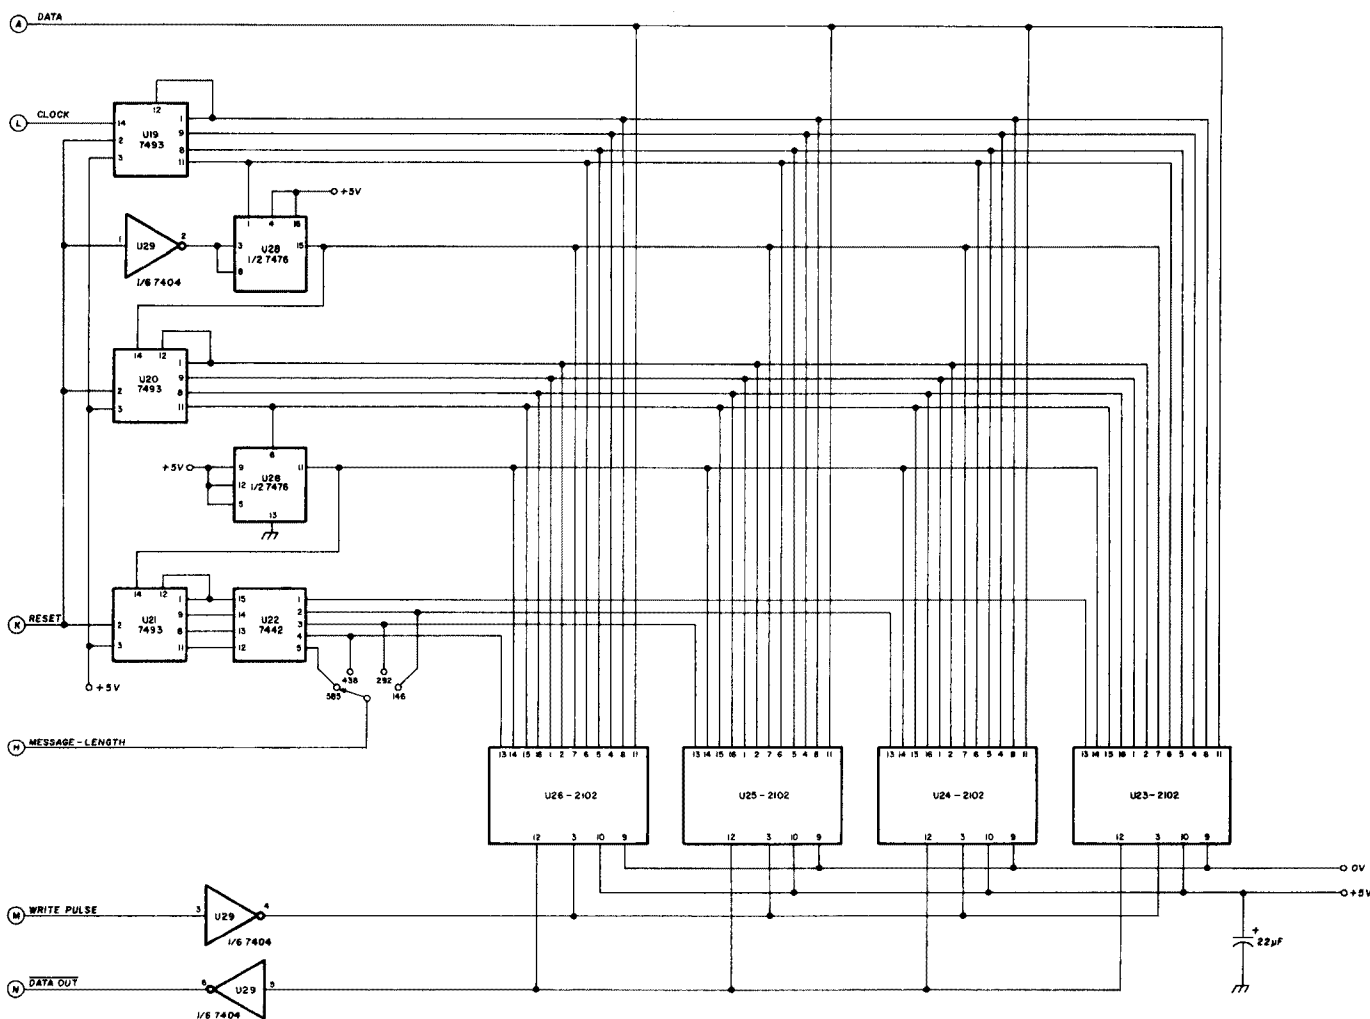 A DATA
12
L CLOCK
14 1
U19 9
2 7493 8
3 11
+5V
1 4 16
1 U29 2
3 U28 15
1/2 7476
8
1/6 7404
14 12
1
U20 9
2 7493 8
3 11
6
+5V 9 11
12 U28
1/2 7476
5
13
14 12
1 15 1
K RESET 9 14 2
2 U21 U22 3
7493 8 13 7442 4
3 11 12 5
+5V
585 438 292 146
H MESSAGE-LENGTH
13 14 15 16 1 2 7 6 5 4 8 11
13 14 15 16 1 2 7 6 5 4 8 11
13 14 15 16 1 2 7 6 5 4 8 11
13 14 15 16 1 2 7 6 5 4 8 11
U26-2102 U25-2102 U24-2102 U23-2102
12 3 10 9 12 3 10 9 12 3 10 9 12 3 10 9
0V
+5V
M WRITE PULSE 3 U29 4
1/6 7404
+
22µF
N DATA OUT 6 U29 5
1/6 7404